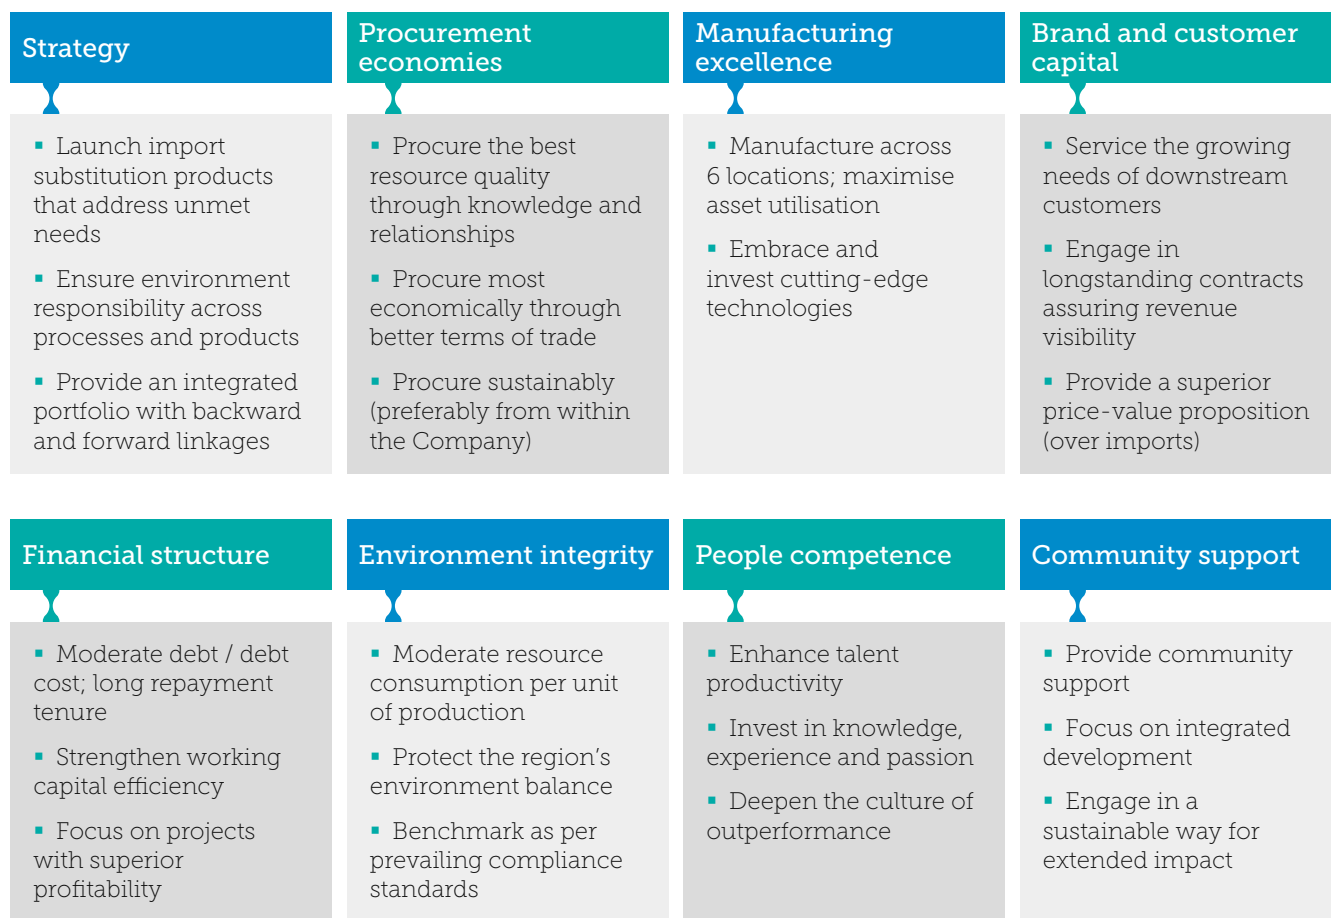 Strategy
▪ Launch import
substitution products
that address unmet
needs
▪ Ensure environment
responsibility across
processes and products
▪ Provide an integrated
portfolio with backward
and forward linkages
Procurement
economies
▪ Procure the best
resource quality
through knowledge and
relationships
▪ Procure most
economically through
better terms of trade
▪ Procure sustainably
(preferably from within
the Company)
Manufacturing
excellence
▪ Manufacture across
6 locations; maximise
asset utilisation
▪ Embrace and
invest cutting-edge
technologies
Brand and customer
capital
▪ Service the growing
needs of downstream
customers
▪ Engage in
longstanding contracts
assuring revenue
visibility
▪ Provide a superior
price-value proposition
(over imports)
Financial structure
▪ Moderate debt / debt
cost; long repayment
tenure
▪ Strengthen working
capital efficiency
▪ Focus on projects
with superior
profitability
Environment integrity
▪ Moderate resource
consumption per unit
of production
▪ Protect the region’s
environment balance
▪ Benchmark as per
prevailing compliance
standards
People competence
▪ Enhance talent
productivity
▪ Invest in knowledge,
experience and passion
▪ Deepen the culture of
outperformance
Community support
▪ Provide community
support
▪ Focus on integrated
development
▪ Engage in a
sustainable way for
extended impact